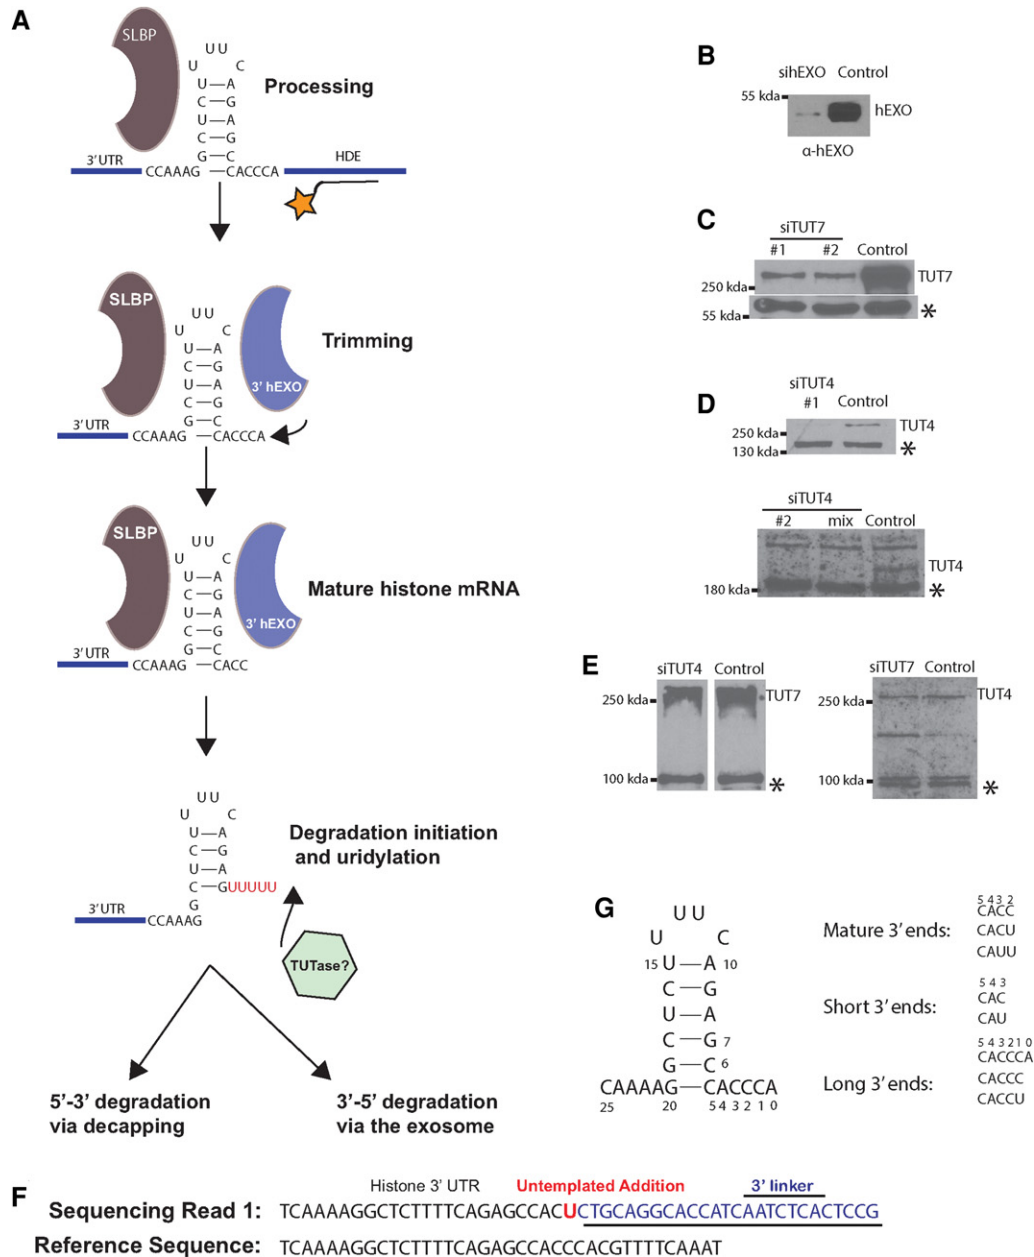 A
SLBP
U U
U C
U — A
C — G
U — A
C — G
G — C
Processing
3' UTR CCAAAG — CACCCA HDE
SLBP
U U
U C
U — A
C — G
U — A
C — G
G — C
3' hEXO
Trimming
3' UTR CCAAAG — CACCCA
SLBP
U U
U C
U — A
C — G
U — A
C — G
G — C
3' hEXO
Mature histone mRNA
3' UTR CCAAAG — CACC
U U
U C
U — A
C — G
U — A
C — GUUUUU
G
3' UTR CCAAAG
Degradation initiation
and uridylation
TUTase?
5'-3' degradation
via decapping
3'-5' degradation
via the exosome
B
sihEXO Control
55 kda
hEXO
α-hEXO
C
siTUT7
#1 #2 Control
TUT7
250 kda
55 kda *
D
siTUT4
#1 Control
TUT4
250 kda
130 kda *
siTUT4
#2 mix Control
TUT4
180 kda *
E
siTUT4 Control
250 kda TUT7
100 kda *
siTUT7 Control
250 kda TUT4
100 kda *
G
U U
U C
15 U — A 10
C — G
U — A
C — G 7
G — C 6
CAAAAG — CACCCA
25 20 5 4 3 2 1 0
Mature 3' ends:
5 4 3 2
CACC
CACU
CAUU
Short 3' ends:
5 4 3
CAC
CAU
Long 3' ends:
5 4 3 2 1 0
CACCCA
CACCC
CACCU
F
Histone 3' UTR Untemplated Addition 3' linker
Sequencing Read 1: TCAAAAGGCTCTTTTCAGAGCCACUCTGCAGGCACCATCAATCTCACTCCG
Reference Sequence: TCAAAAGGCTCTTTTCAGAGCCACCCACGTTTTCAAAT